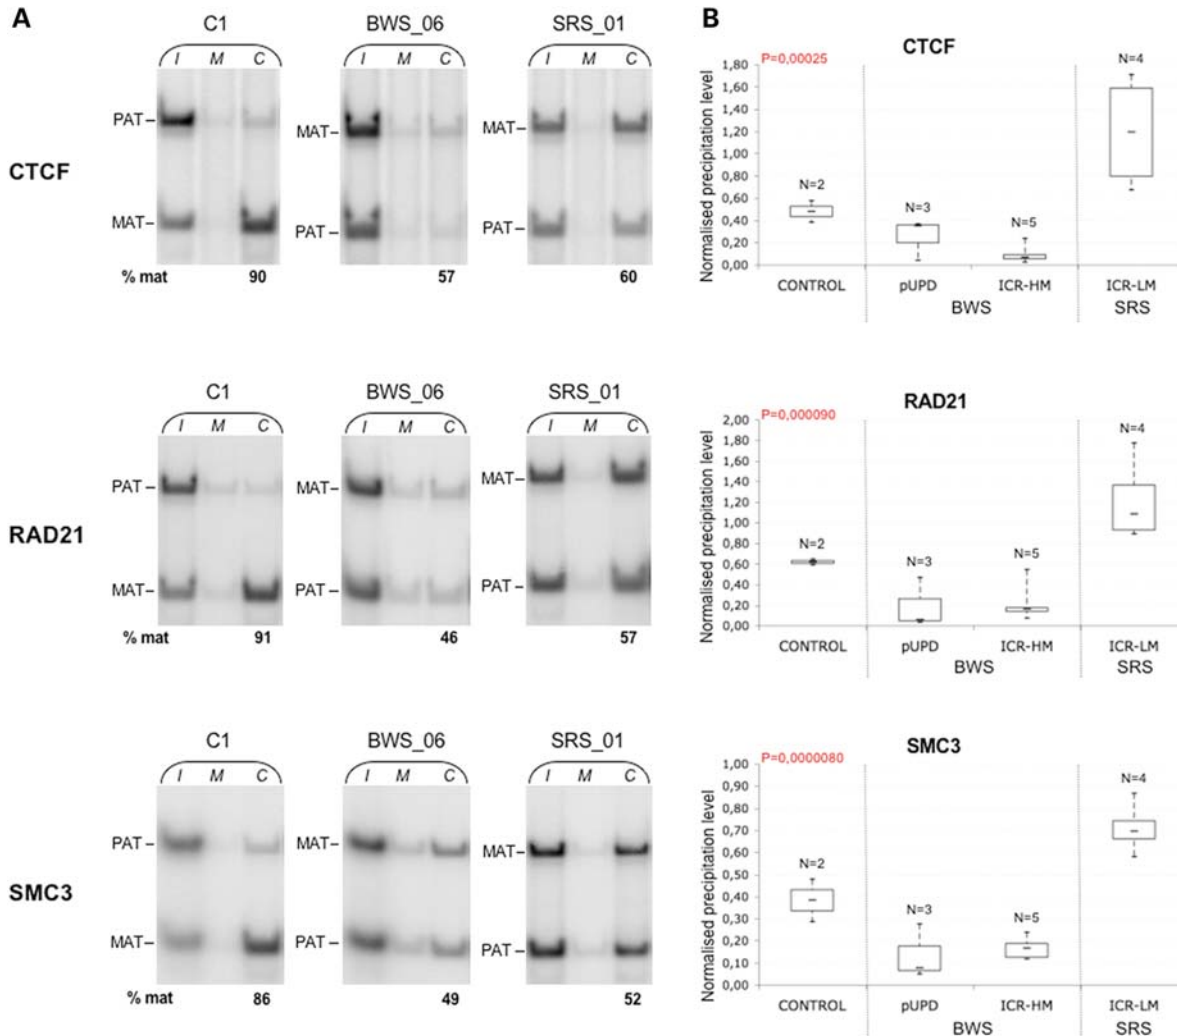 A
C1
BWS_06
SRS_01
I M C
I M C
I M C
CTCF
PAT
MAT
MAT
PAT
MAT
PAT
% mat
90
57
60
RAD21
C1
BWS_06
SRS_01
I M C
I M C
I M C
PAT
MAT
MAT
PAT
MAT
PAT
% mat
91
46
57
SMC3
C1
BWS_06
SRS_01
I M C
I M C
I M C
PAT
MAT
MAT
PAT
MAT
PAT
% mat
86
49
52
B
CTCF
P=0,00025
Normalised precipitation level
1,80
1,60
1,40
1,20
1,00
0,80
0,60
0,40
0,20
0,00
N=2
N=3
N=5
N=4
CONTROL
pUPD
ICR-HM
ICR-LM
BWS
SRS
RAD21
P=0,000090
Normalised precipitation level
2,00
1,80
1,60
1,40
1,20
1,00
0,80
0,60
0,40
0,20
0,00
N=2
N=3
N=5
N=4
CONTROL
pUPD
ICR-HM
ICR-LM
BWS
SRS
SMC3
P=0,0000080
Normalised precipitation level
1,00
0,90
0,80
0,70
0,60
0,50
0,40
0,30
0,20
0,10
0,00
N=2
N=3
N=5
N=4
CONTROL
pUPD
ICR-HM
ICR-LM
BWS
SRS